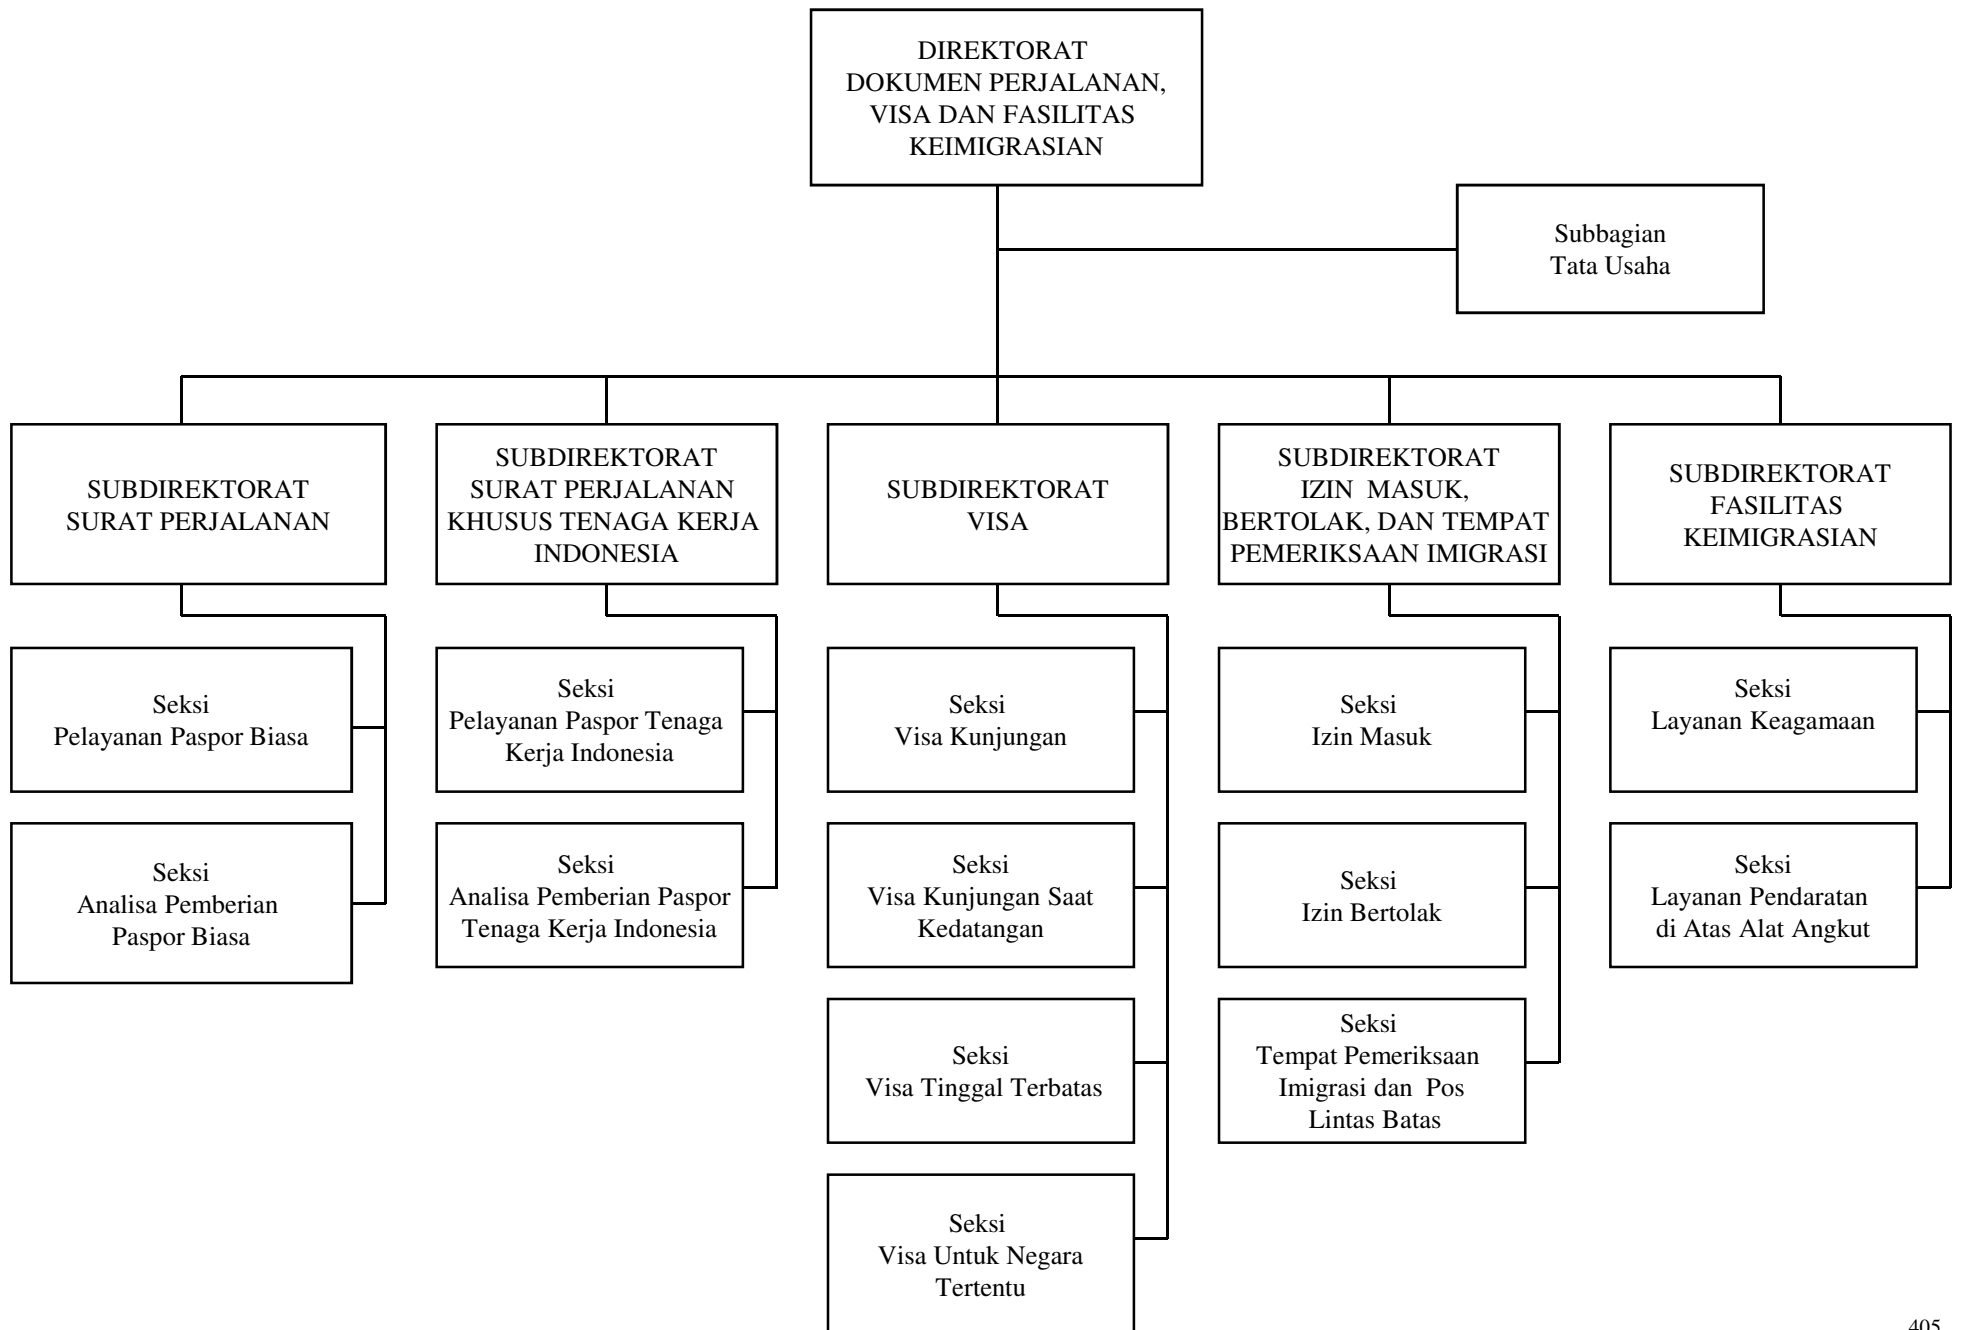 DIREKTORAT
DOKUMEN PERJALANAN,
VISA DAN FASILITAS
KEIMIGRASIAN
Subbagian
Tata Usaha
SUBDIREKTORAT
SURAT PERJALANAN
SUBDIREKTORAT
SURAT PERJALANAN
KHUSUS TENAGA KERJA
INDONESIA
SUBDIREKTORAT
VISA
SUBDIREKTORAT
IZIN MASUK,
BERTOLAK, DAN TEMPAT
PEMERIKSAAN IMIGRASI
SUBDIREKTORAT
FASILITAS
KEIMIGRASIAN
Seksi
Pelayanan Paspor Biasa
Seksi
Pelayanan Paspor Tenaga
Kerja Indonesia
Seksi
Visa Kunjungan
Seksi
Izin Masuk
Seksi
Layanan Keagamaan
Seksi
Analisa Pemberian
Paspor Biasa
Seksi
Analisa Pemberian Paspor
Tenaga Kerja Indonesia
Seksi
Visa Kunjungan Saat
Kedatangan
Seksi
Izin Bertolak
Seksi
Layanan Pendaratan
di Atas Alat Angkut
Seksi
Visa Tinggal Terbatas
Seksi
Tempat Pemeriksaan
Imigrasi dan Pos
Lintas Batas
Seksi
Visa Untuk Negara
Tertentu
405